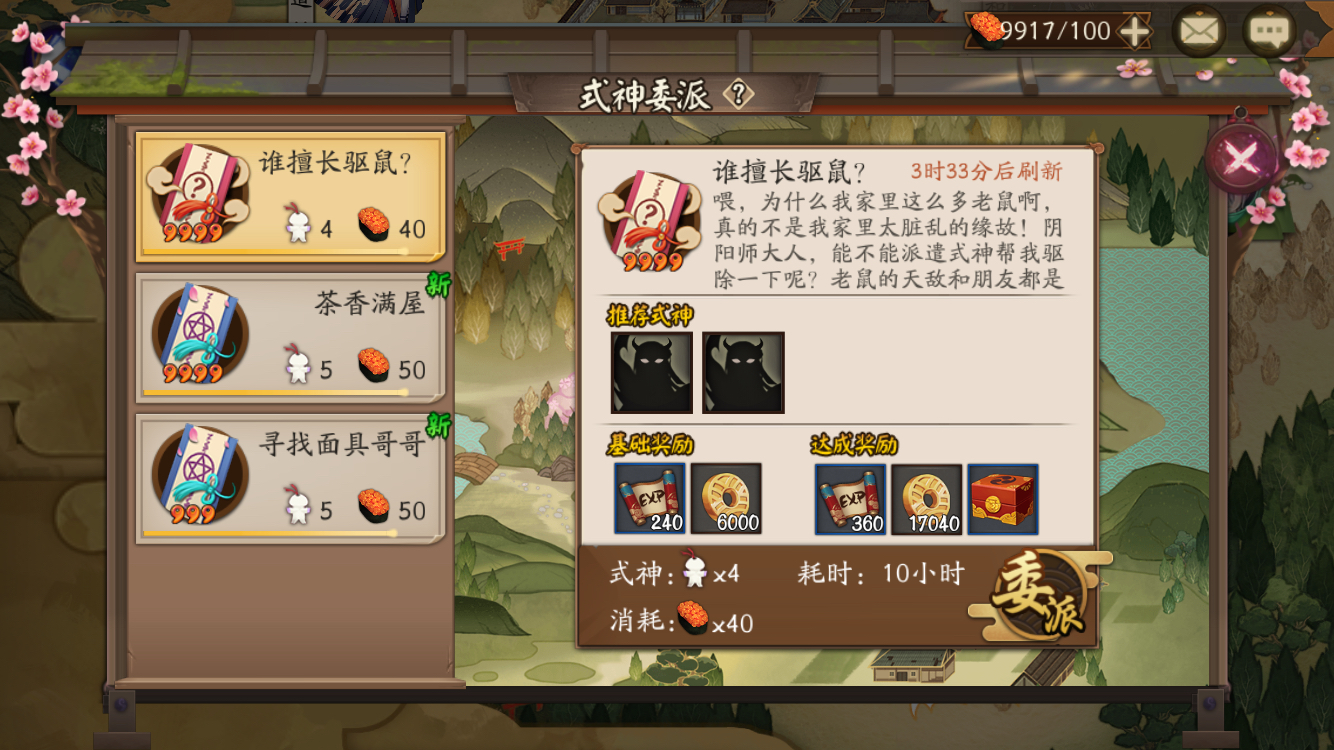 9917/100
式神委派 ?
谁擅长驱鼠?
9999
4 40
新
茶香满屋
9999
5 50
新
寻找面具哥哥
999
5 50
谁擅长驱鼠? 3时33分后刷新
9999
喂，为什么我家里这么多老鼠啊，
真的不是我家里太脏乱的缘故！阴
阳师大人，能不能派遣式神帮我驱
除一下呢？老鼠的天敌和朋友都是
推荐式神
基础奖励 达成奖励
EXP 240 6000 EXP 360 17040
式神: x4 耗时: 10小时
消耗: x40
委派